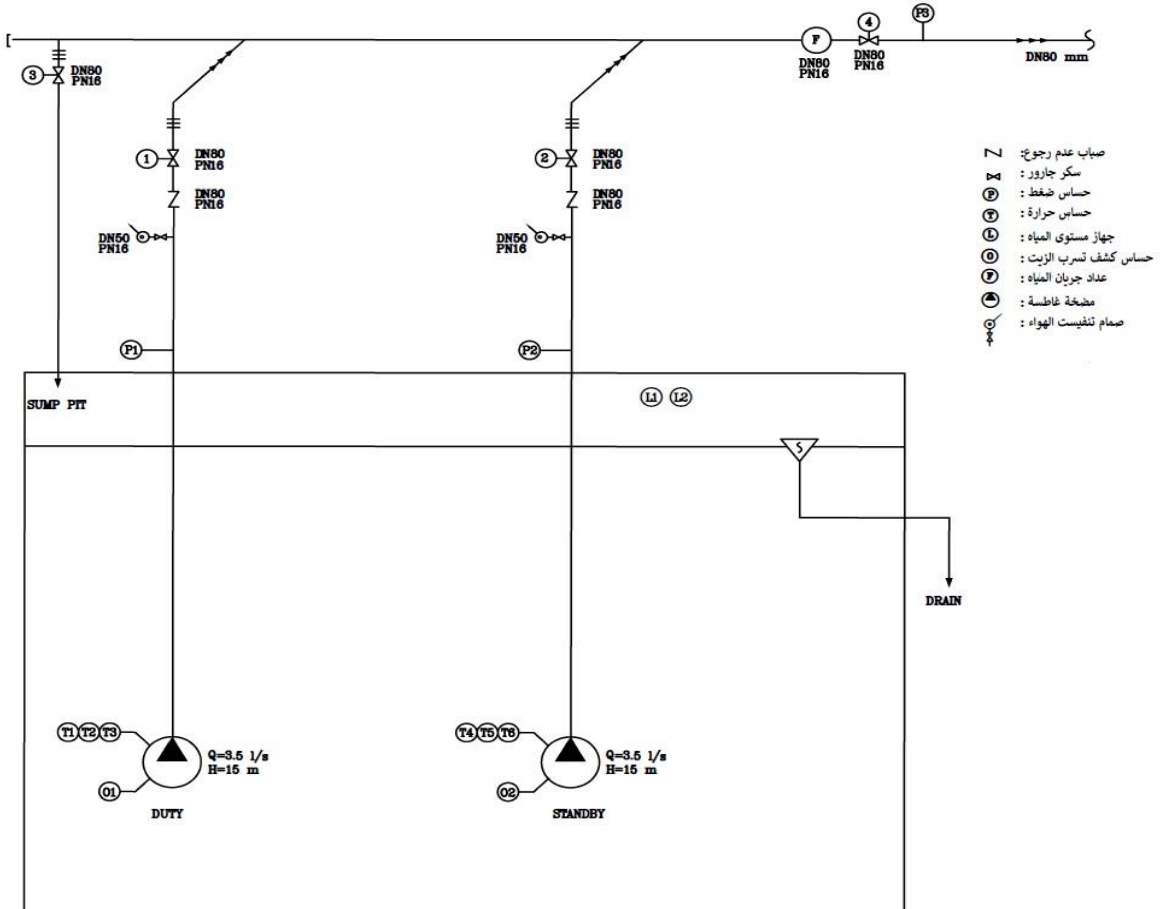 P3
4
[
F
DN80
PN16
DN80
PN16
DN80 mm
3
DN80
PN16
1
DN80
PN16
2
DN80
PN16
DN80
PN16
DN80
PN16
DN50
PN16
DN50
PN16
P1
P2
صباب عدم رجوع:
سكر جارور :
P حساس ضغط :
T حساس حرارة :
L جهاز مستوى المياه :
O حساس كشف تسرب الزيت :
F عداد جريان المياه :
مضخة غاطسة :
صمام تنفيست الهواء :
SUMP PIT
L1 L2
S
DRAIN
T1 T2 T3
Q=3.5 l/s
H=15 m
O1
DUTY
T4 T5 T6
Q=3.5 l/s
H=15 m
O2
STANDBY